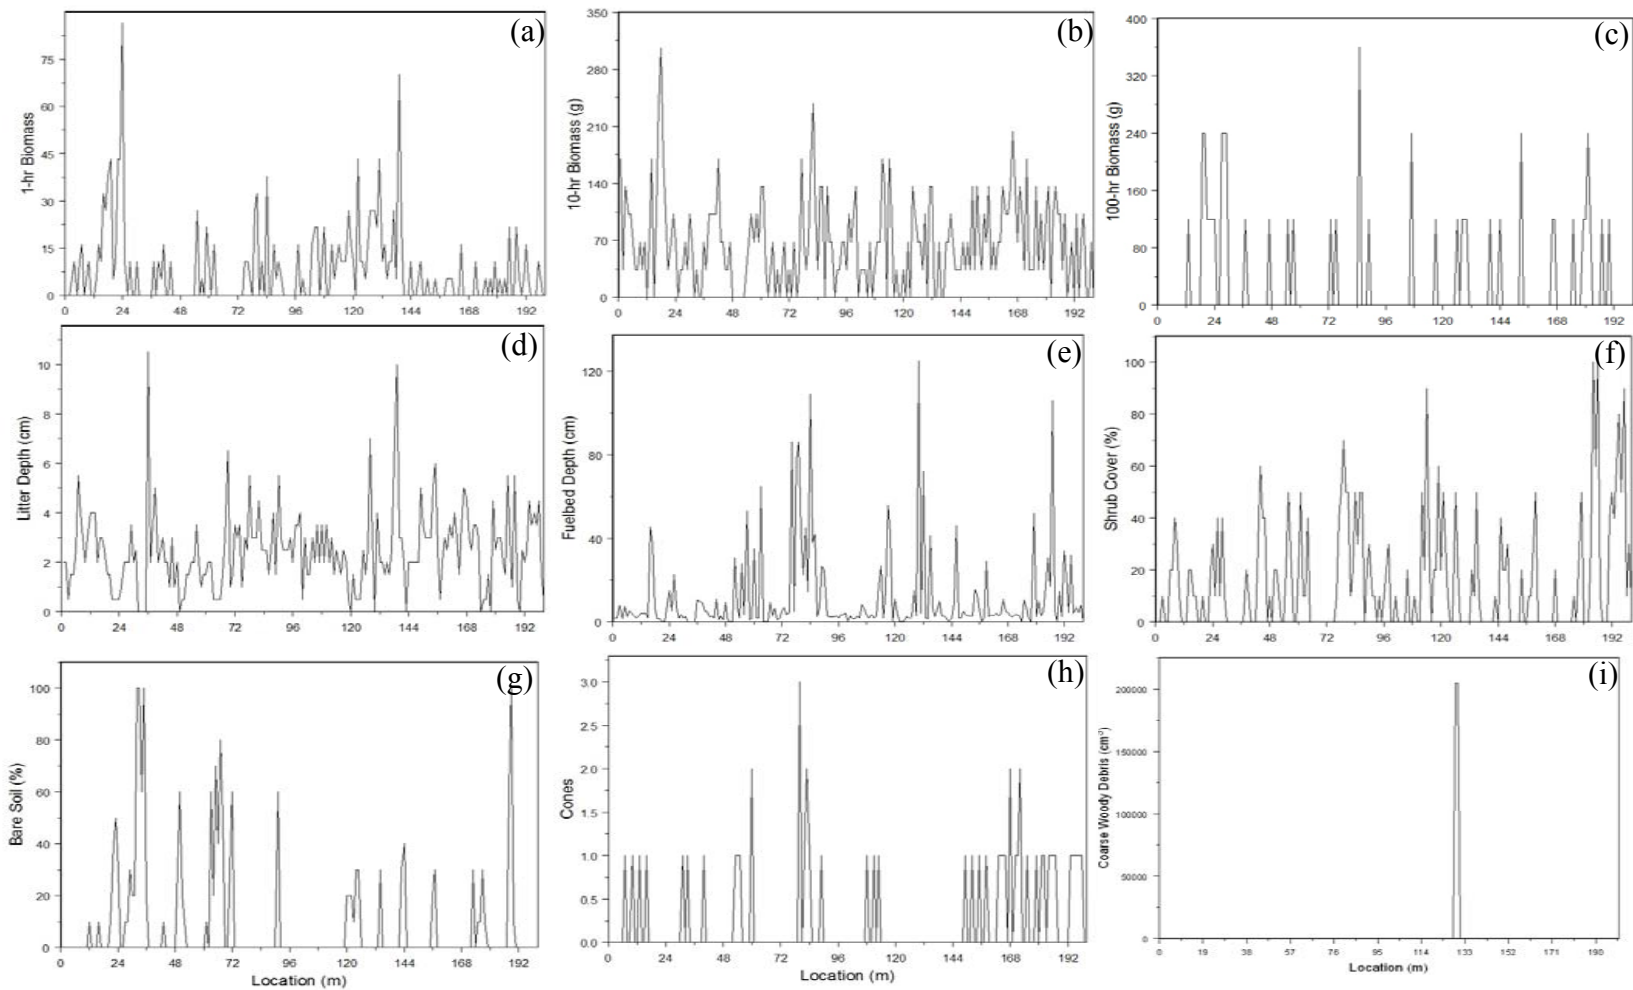 (a)
1-hr Biomass
75
60
45
30
15
0
0 24 48 72 96 120 144 168 192
(b)
10-hr Biomass (g)
350
280
210
140
70
0
0 24 48 72 96 120 144 168 192
(c)
100-hr Biomass (g)
400
320
240
160
80
0
0 24 48 72 96 120 144 168 192
(d)
Litter Depth (cm)
10
8
6
4
2
0
0 24 48 72 96 120 144 168 192
(e)
Fuelbed Depth (cm)
120
80
40
0
0 24 48 72 96 120 144 168 192
(f)
Shrub Cover (%)
100
80
60
40
20
0
0 24 48 72 96 120 144 168 192
(g)
Bare Soil (%)
100
80
60
40
20
0
0 24 48 72 96 120 144 168 192
Location (m)
(h)
Cones
3.0
2.5
2.0
1.5
1.0
0.5
0.0
0 24 48 72 96 120 144 168 192
Location (m)
(i)
Coarse Woody Debris (cm³)
200000
150000
100000
50000
0
0 19 38 57 76 95 114 133 152 171 190
Location (m)